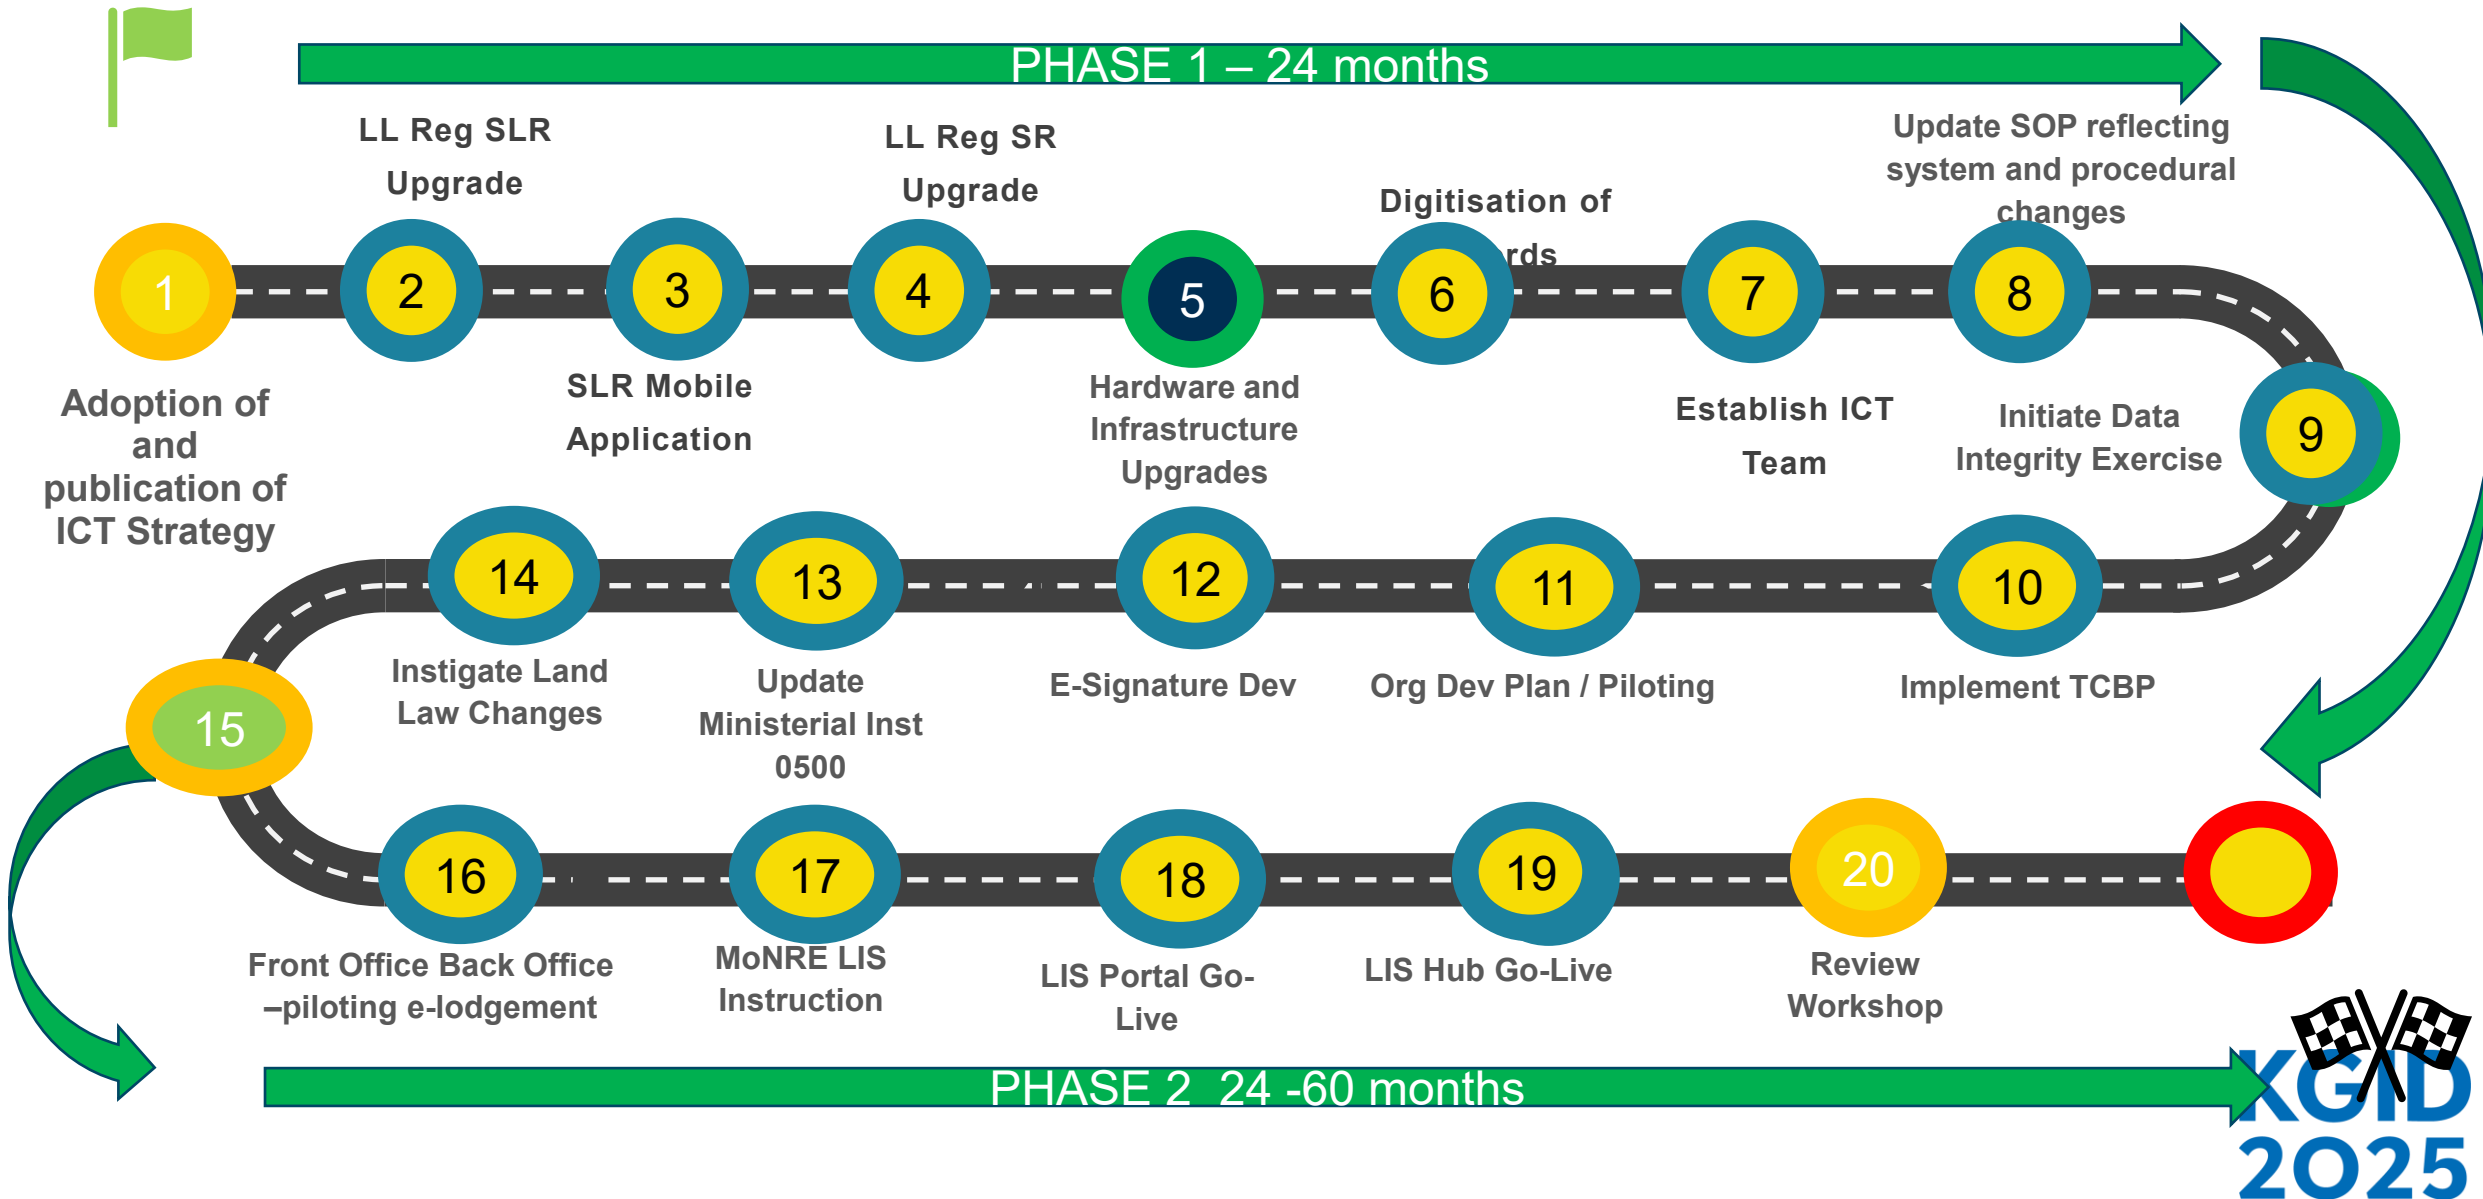 PHASE 1 – 24 months
LL Reg SLR
Upgrade
LL Reg SR
Upgrade
Digitisation of
rds
Update SOP reflecting
system and procedural
changes
1
2
3
4
5
6
7
8
9
Adoption of
and
publication of
ICT Strategy
SLR Mobile
Application
Hardware and
Infrastructure
Upgrades
Establish ICT
Team
Initiate Data
Integrity Exercise
14
13
12
11
10
Instigate Land
Law Changes
Update
Ministerial Inst
0500
E-Signature Dev
Org Dev Plan / Piloting
Implement TCBP
15
16
17
18
19
20
Front Office Back Office
–piloting e-lodgement
MoNRE LIS
Instruction
LIS Portal Go-
Live
LIS Hub Go-Live
Review
Workshop
PHASE 2 24 -60 months
KGID
2025